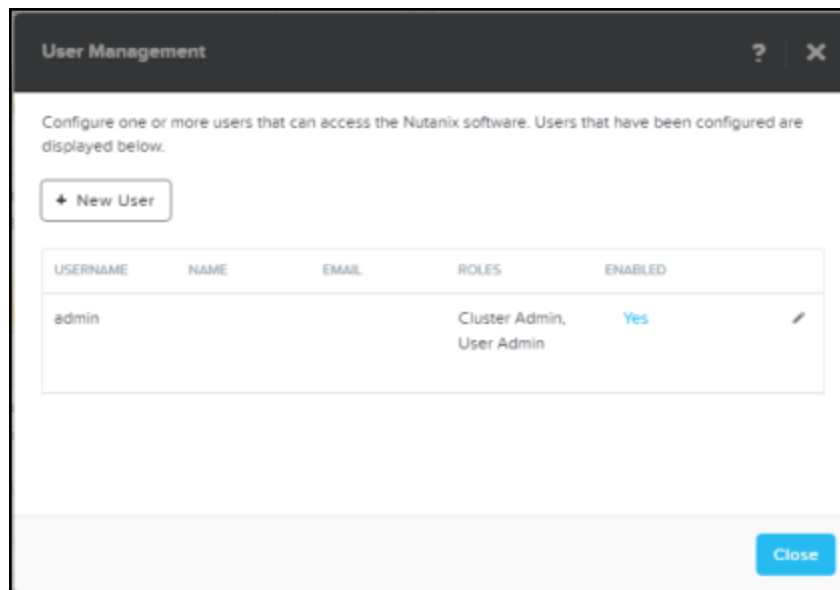 User Management
? ×
Configure one or more users that can access the Nutanix software. Users that have been configured are
displayed below.
+ New User
USERNAME NAME EMAIL ROLES ENABLED
admin Cluster Admin, Yes
User Admin
Close